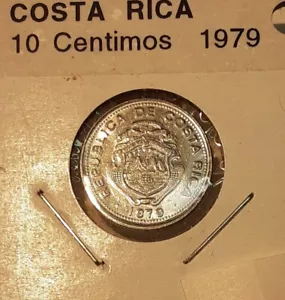 COSTA RICA
10 Centimos 1979
REPUBLICA DE COSTA RICA
1979